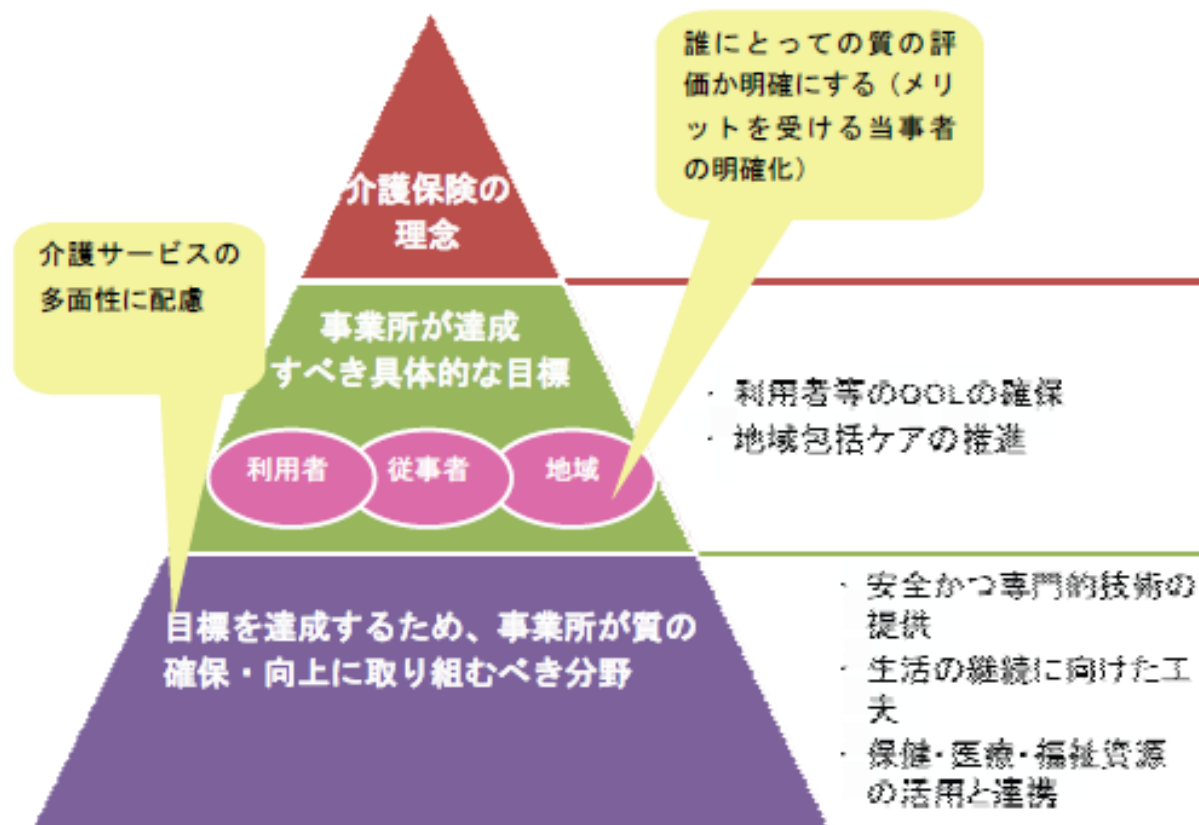 誰にとっての質の評
価か明確にする（メリ
ットを受ける当事者
の明確化）
介護保険の
理念
介護サービスの
多面性に配慮
事業所が達成
すべき具体的な目標
利用者
従事者
地域
・ 利用者等のQOLの確保
・ 地域包括ケアの推進
目標を達成するため、事業所が質の
確保・向上に取り組むべき分野
・ 安全かつ専門的技術の
提供
・ 生活の継続に向けた工
夫
・ 保健・医療・福祉資源
の活用と連携